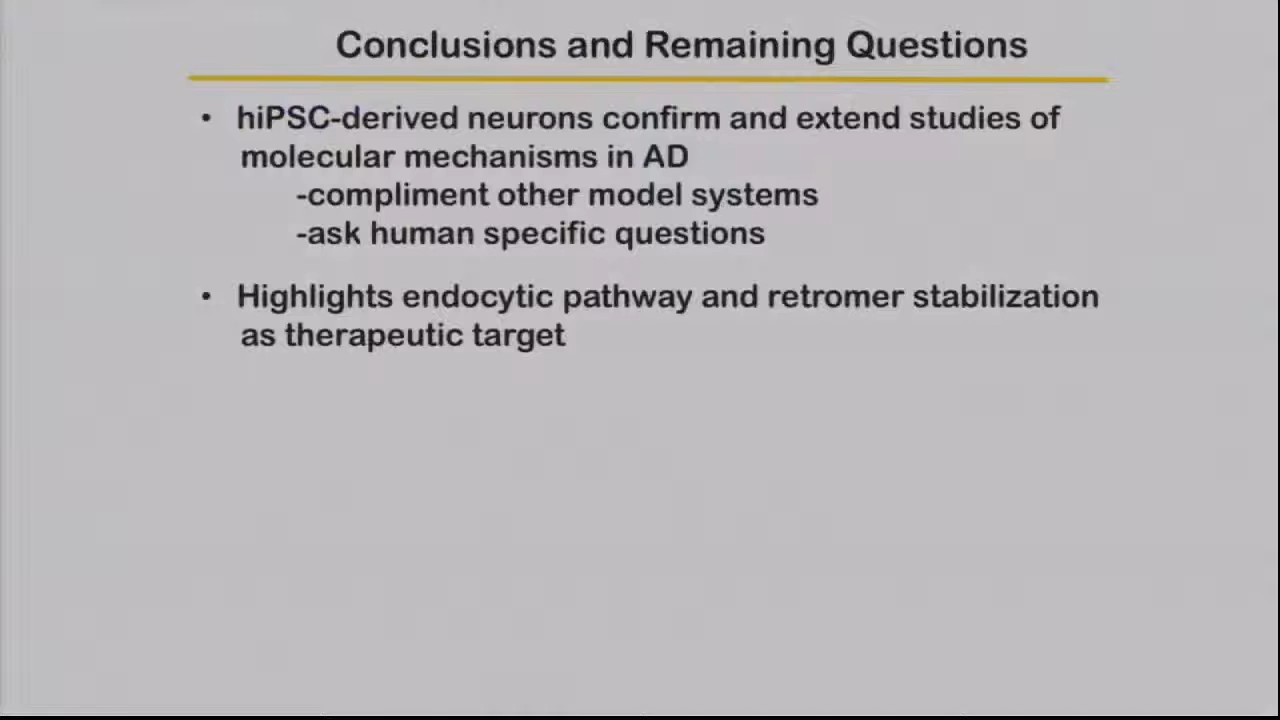 Conclusions and Remaining Questions
• hiPSC-derived neurons confirm and extend studies of
molecular mechanisms in AD
-compliment other model systems
-ask human specific questions
• Highlights endocytic pathway and retromer stabilization
as therapeutic target